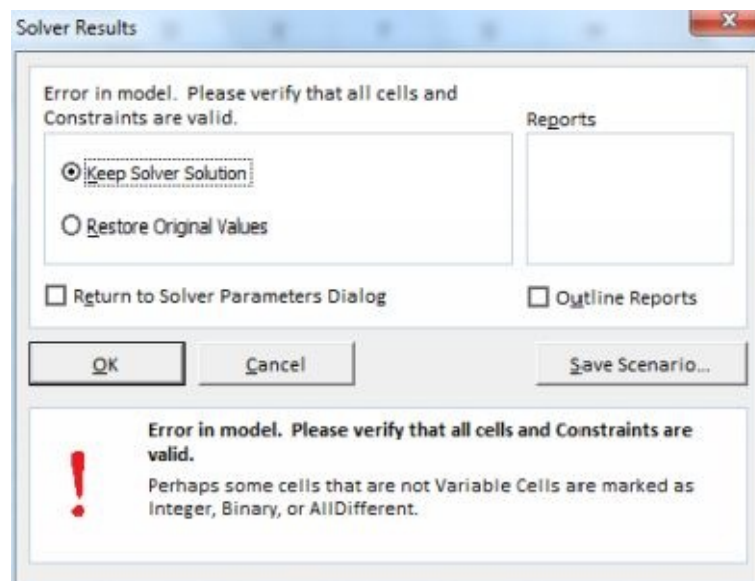 Solver Results
Error in model. Please verify that all cells and
Constraints are valid.
Reports
Keep Solver Solution
Restore Original Values
Return to Solver Parameters Dialog
Outline Reports
OK
Cancel
Save Scenario...
Error in model. Please verify that all cells and Constraints are
valid.
Perhaps some cells that are not Variable Cells are marked as
Integer, Binary, or AllDifferent.